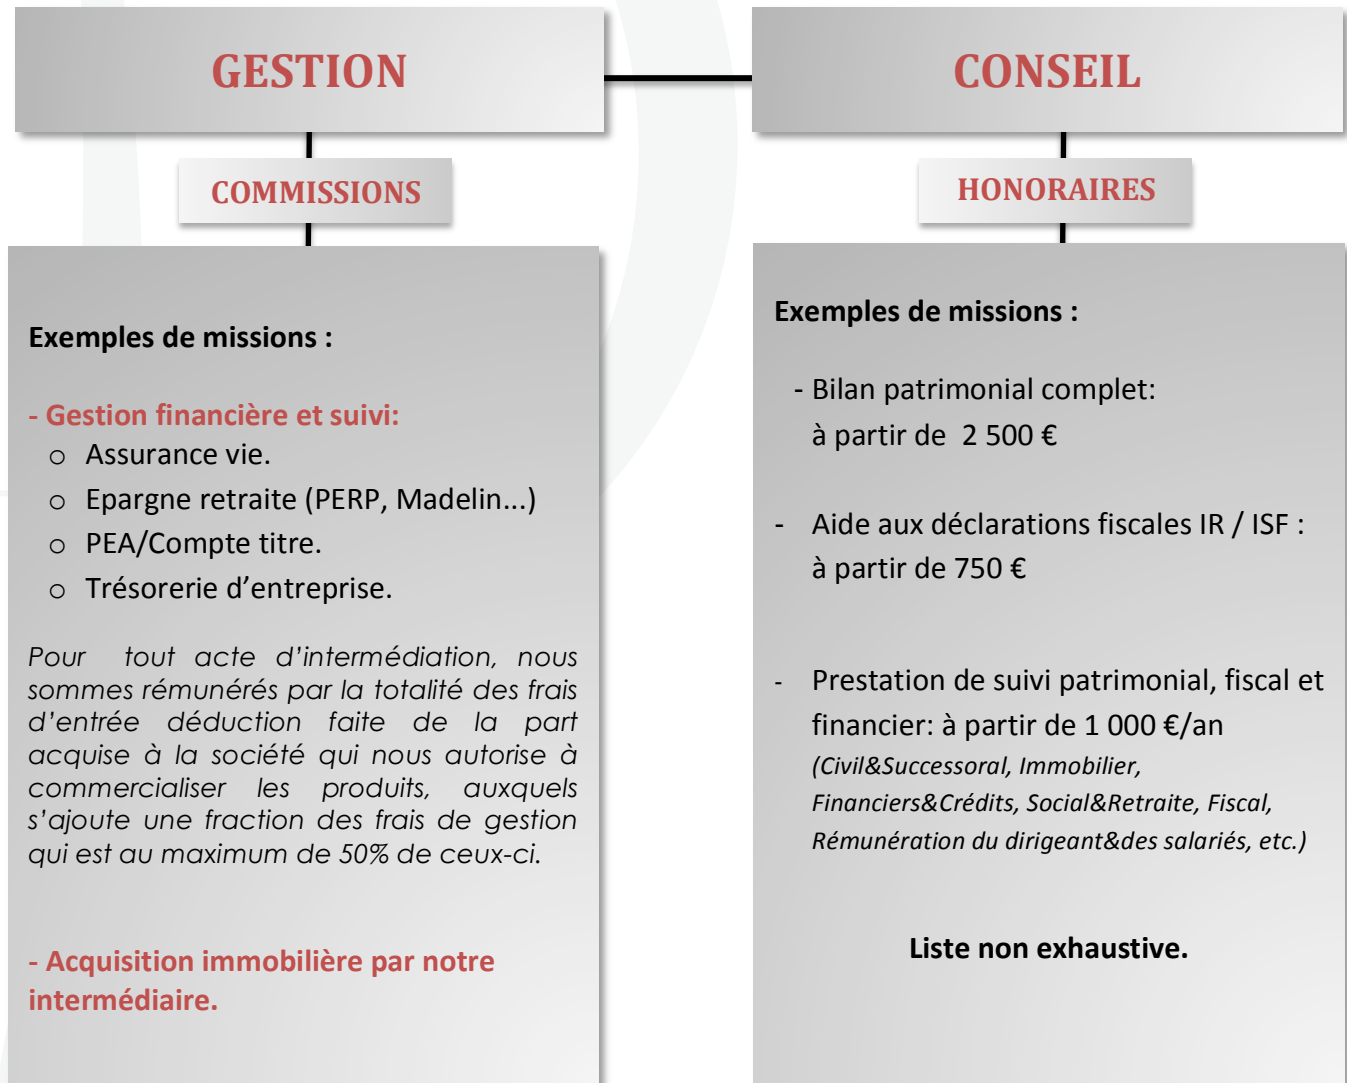 GESTION
COMMISSIONS
Exemples de missions :
- Gestion financière et suivi:
o Assurance vie.
o Epargne retraite (PERP, Madelin...)
o PEA/Compte titre.
o Trésorerie d’entreprise.
Pour tout acte d’intermédiation, nous
sommes rémunérés par la totalité des frais
d’entrée déduction faite de la part
acquise à la société qui nous autorise à
commercialiser les produits, auxquels
s’ajoute une fraction des frais de gestion
qui est au maximum de 50% de ceux-ci.
- Acquisition immobilière par notre
intermédiaire.
CONSEIL
HONORAIRES
Exemples de missions :
- Bilan patrimonial complet:
à partir de 2 500 €
- Aide aux déclarations fiscales IR / ISF :
à partir de 750 €
- Prestation de suivi patrimonial, fiscal et
financier: à partir de 1 000 €/an
(Civil&Successoral, Immobilier,
Financiers&Crédits, Social&Retraite, Fiscal,
Rémunération du dirigeant&des salariés, etc.)
Liste non exhaustive.